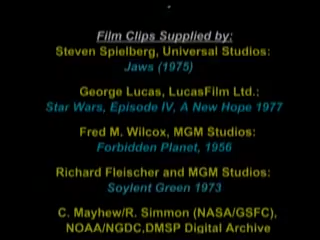 Film Clips Supplied by:
Steven Spielberg, Universal Studios:
Jaws (1975)
George Lucas, LucasFilm Ltd.:
Star Wars, Episode IV, A New Hope 1977
Fred M. Wilcox, MGM Studios:
Forbidden Planet, 1956
Richard Fleischer and MGM Studios:
Soylent Green 1973
C. Mayhew/R. Simmon (NASA/GSFC),
NOAA/NGDC,DMSP Digital Archive